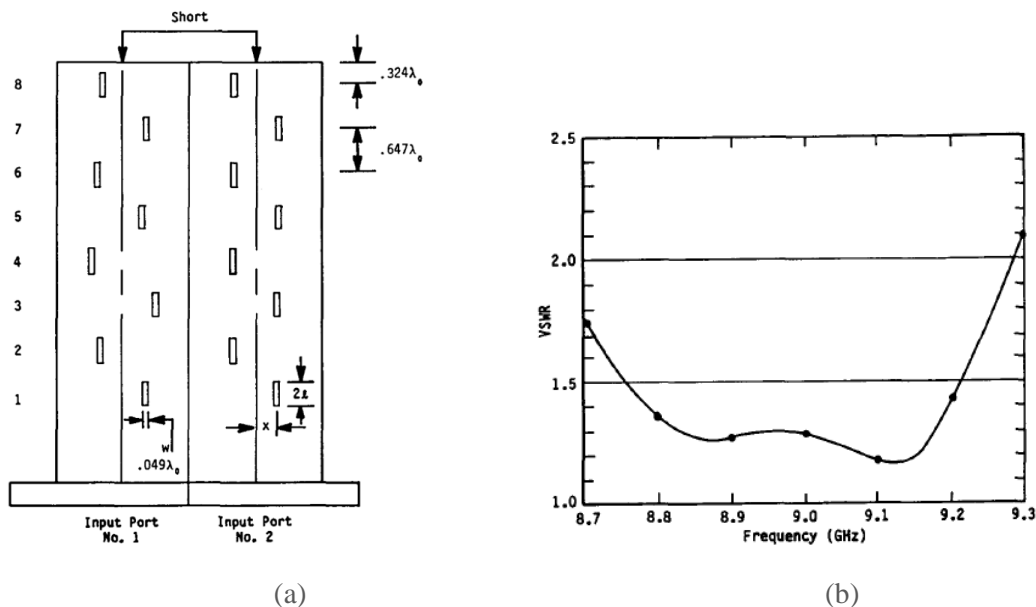 Short
8
7
6
5
4
3
2
1
.324λ₀
.647λ₀
2ℓ
x
w
.049λ₀
Input Port
No. 1
Input Port
No. 2
(a)
2.5
2.0
1.5
1.0
VSWR
8.7 8.8 8.9 9.0 9.1 9.2 9.3
Frequency (GHz)
(b)